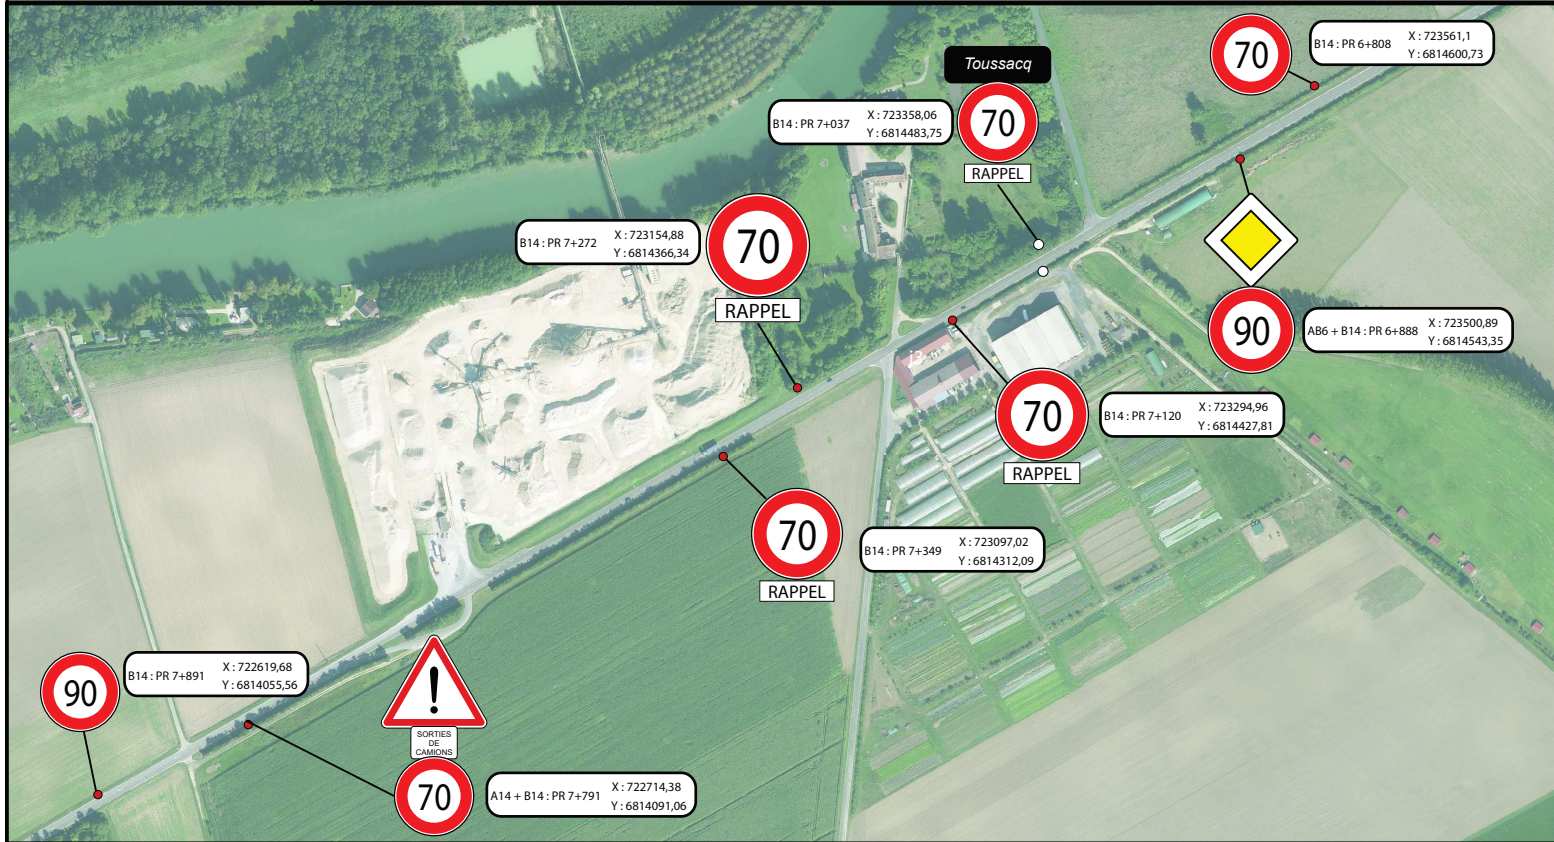 70
B14 : PR 6+808
X : 723561,1
Y : 6814600,73
Toussacq
B14 : PR 7+037
X : 723358,06
Y : 6814483,75
70
RAPPEL
B14 : PR 7+272
X : 723154,88
Y : 6814366,34
70
RAPPEL
90
AB6 + B14 : PR 6+888
X : 723500,89
Y : 6814543,35
j3
70
RAPPEL
B14 : PR 7+120
X : 723294,96
Y : 6814427,81
70
RAPPEL
B14 : PR 7+349
X : 723097,02
Y : 6814312,09
90
B14 : PR 7+891
X : 722619,68
Y : 6814055,56
!
SORTIES
DE
CAMIONS
70
A14 + B14 : PR 7+791
X : 722714,38
Y : 6814091,06